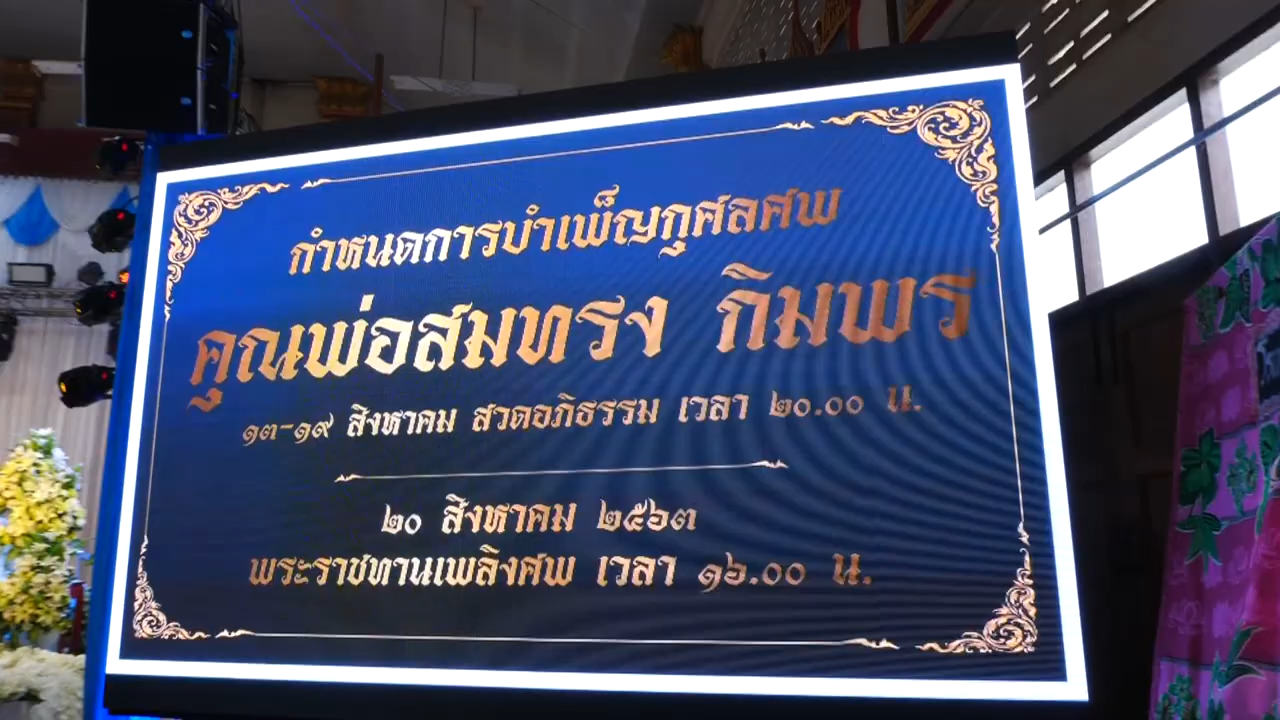 กำหนดการบำเพ็ญกุศลศพ
คุณพ่อสมทรง กิมพร
๑๓-๑๙ สิงหาคม สวดอภิธรรม เวลา ๒๐.๐๐ น.
๒๐ สิงหาคม ๒๕๖๓
พระราชทานเพลิงศพ เวลา ๑๖.๐๐ น.